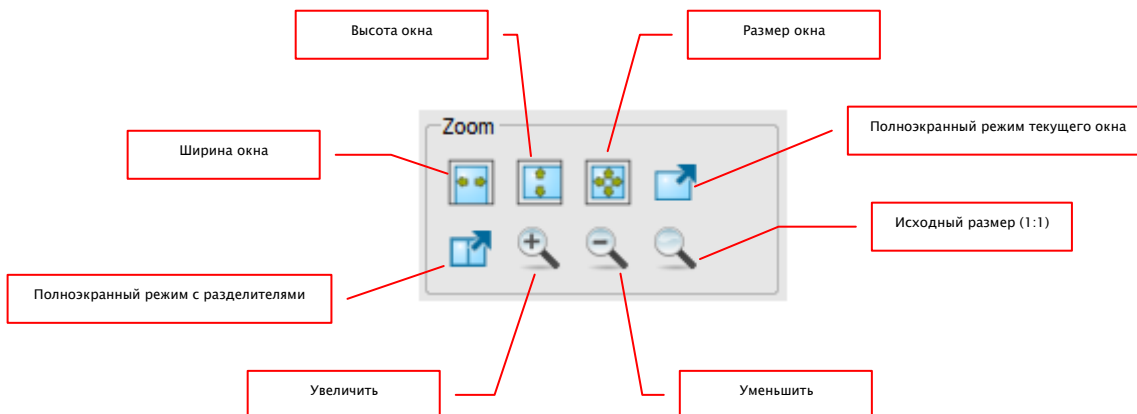 Высота окна
Размер окна
Полноэкранный режим текущего окна
Zoom
Ширина окна
Исходный размер (1:1)
Полноэкранный режим с разделителями
Увеличить
Уменьшить